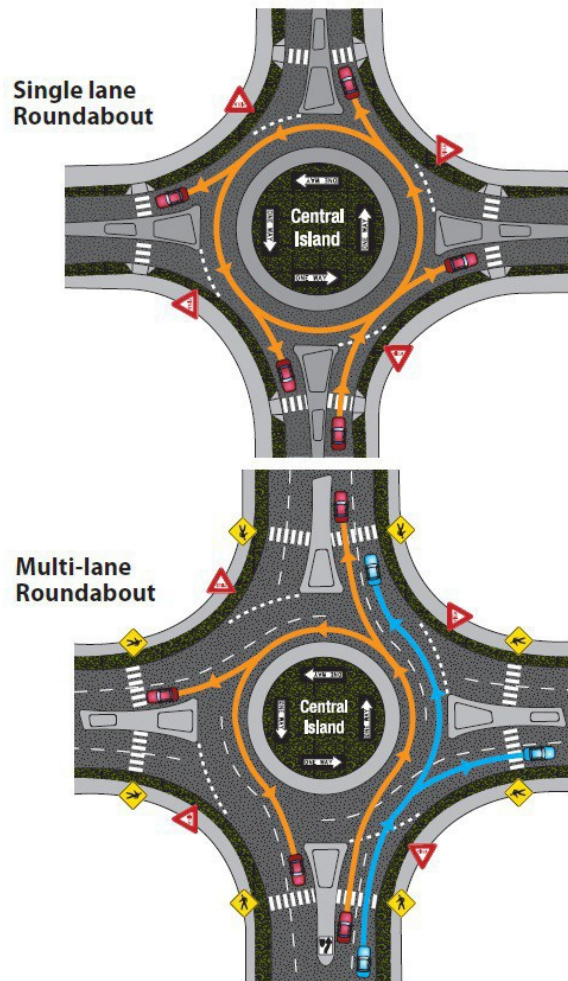 Single lane
Roundabout
ONE WAY
Central
Island
ONE WAY
ONE WAY
ONE WAY
Multi-lane
Roundabout
ONE WAY
Central
Island
ONE WAY
ONE WAY
ONE WAY